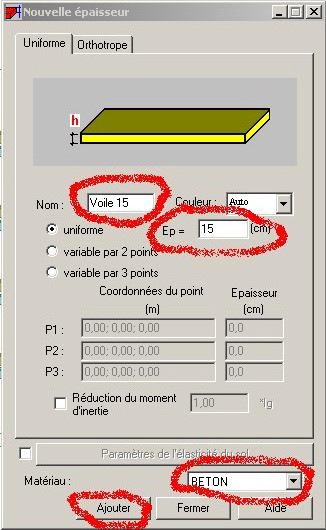 Nouvelle épaisseur
Uniforme Orthotrope
h
Nom : Voile 15 Couleur : Auto
uniforme Ep = 15 (cm)
variable par 2 points
variable par 3 points
Coordonnées du point Epaisseur
(m) (cm)
P1 : 0,00; 0,00; 0,00 0,0
P2 : 0,00; 0,00; 0,00 0,0
P3 : 0,00; 0,00; 0,00 0,0
Réduction du moment 1,00 *Ig
d'inertie
Paramètres de l'élasticité du sol
Matériau : BETON
Ajouter Fermer Aide